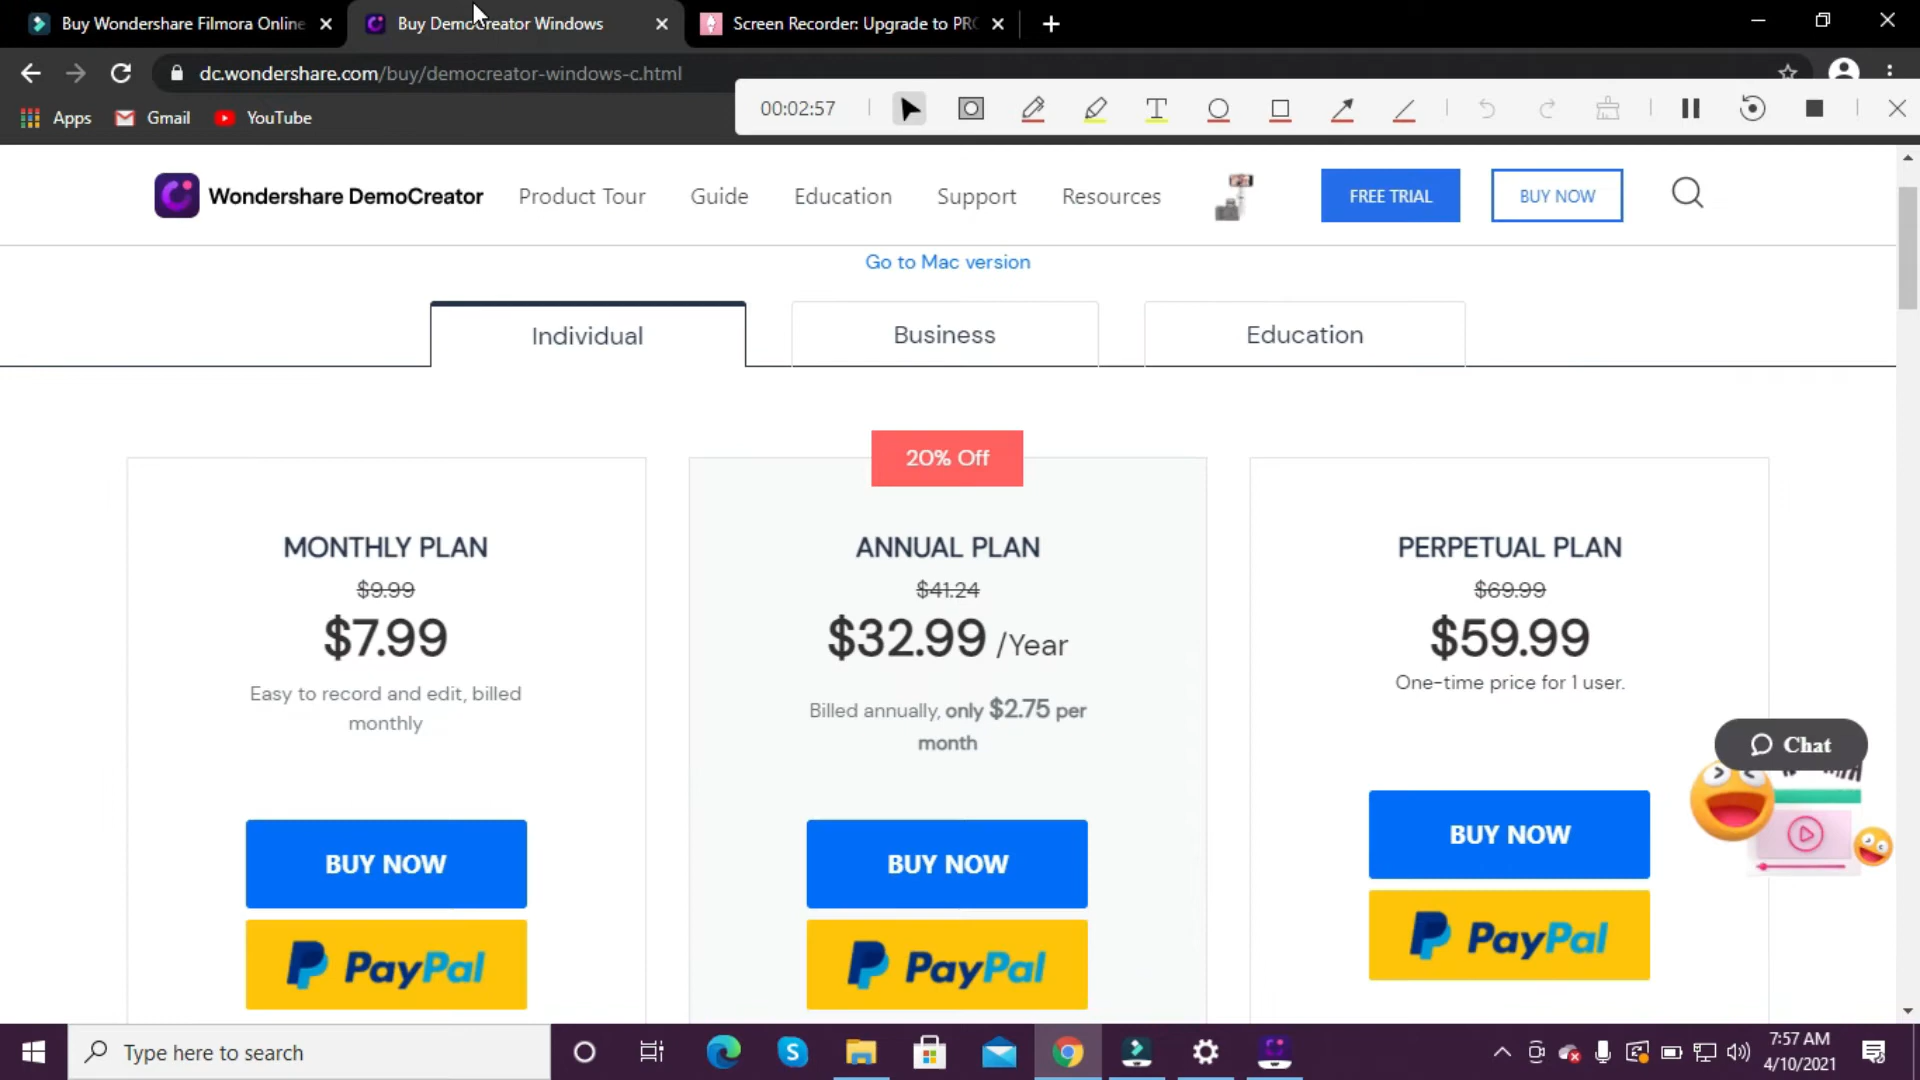 Buy Wondershare Filmora Online
Buy DemoCreator Windows
Screen Recorder: Upgrade to PRO
dc.wondershare.com/buy/democreator-windows-c.html
Apps
Gmail
YouTube
00:02:57
Wondershare DemoCreator
Product Tour
Guide
Education
Support
Resources
FREE TRIAL
BUY NOW
Go to Mac version
Individual
Business
Education
20% Off
MONTHLY PLAN
$9.99
$7.99
Easy to record and edit, billed
monthly
BUY NOW
PayPal
ANNUAL PLAN
$41.24
$32.99 /Year
Billed annually, only $2.75 per
month
BUY NOW
PayPal
PERPETUAL PLAN
$69.99
$59.99
One-time price for 1 user.
BUY NOW
PayPal
Chat
Type here to search
7:57 AM
4/10/2021